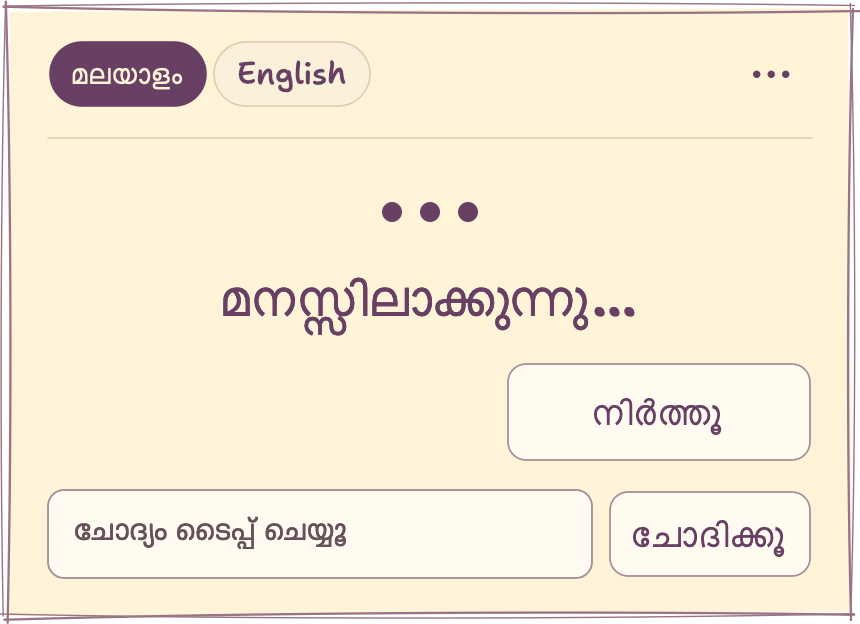 മലയാളം English
മനസ്സിലാക്കുന്നു...
നിർത്തൂ
ചോദ്യം ടൈപ്പ് ചെയ്യൂ
ചോദിക്കൂ